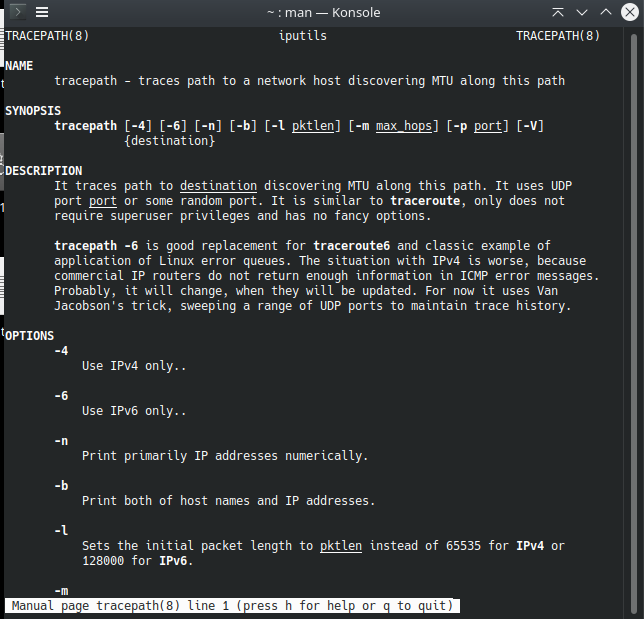 ~ : man — Konsole
TRACEPATH(8) iputils TRACEPATH(8)
NAME
tracepath - traces path to a network host discovering MTU along this path
SYNOPSIS
tracepath [-4] [-6] [-n] [-b] [-l pktlen] [-m max_hops] [-p port] [-V]
{destination}
DESCRIPTION
It traces path to destination discovering MTU along this path. It uses UDP
port port or some random port. It is similar to traceroute, only does not
require superuser privileges and has no fancy options.
tracepath -6 is good replacement for traceroute6 and classic example of
application of Linux error queues. The situation with IPv4 is worse, because
commercial IP routers do not return enough information in ICMP error messages.
Probably, it will change, when they will be updated. For now it uses Van
Jacobson's trick, sweeping a range of UDP ports to maintain trace history.
OPTIONS
-4
Use IPv4 only..
-6
Use IPv6 only..
-n
Print primarily IP addresses numerically.
-b
Print both of host names and IP addresses.
-l
Sets the initial packet length to pktlen instead of 65535 for IPv4 or
128000 for IPv6.
-m
Manual page tracepath(8) line 1 (press h for help or q to quit)